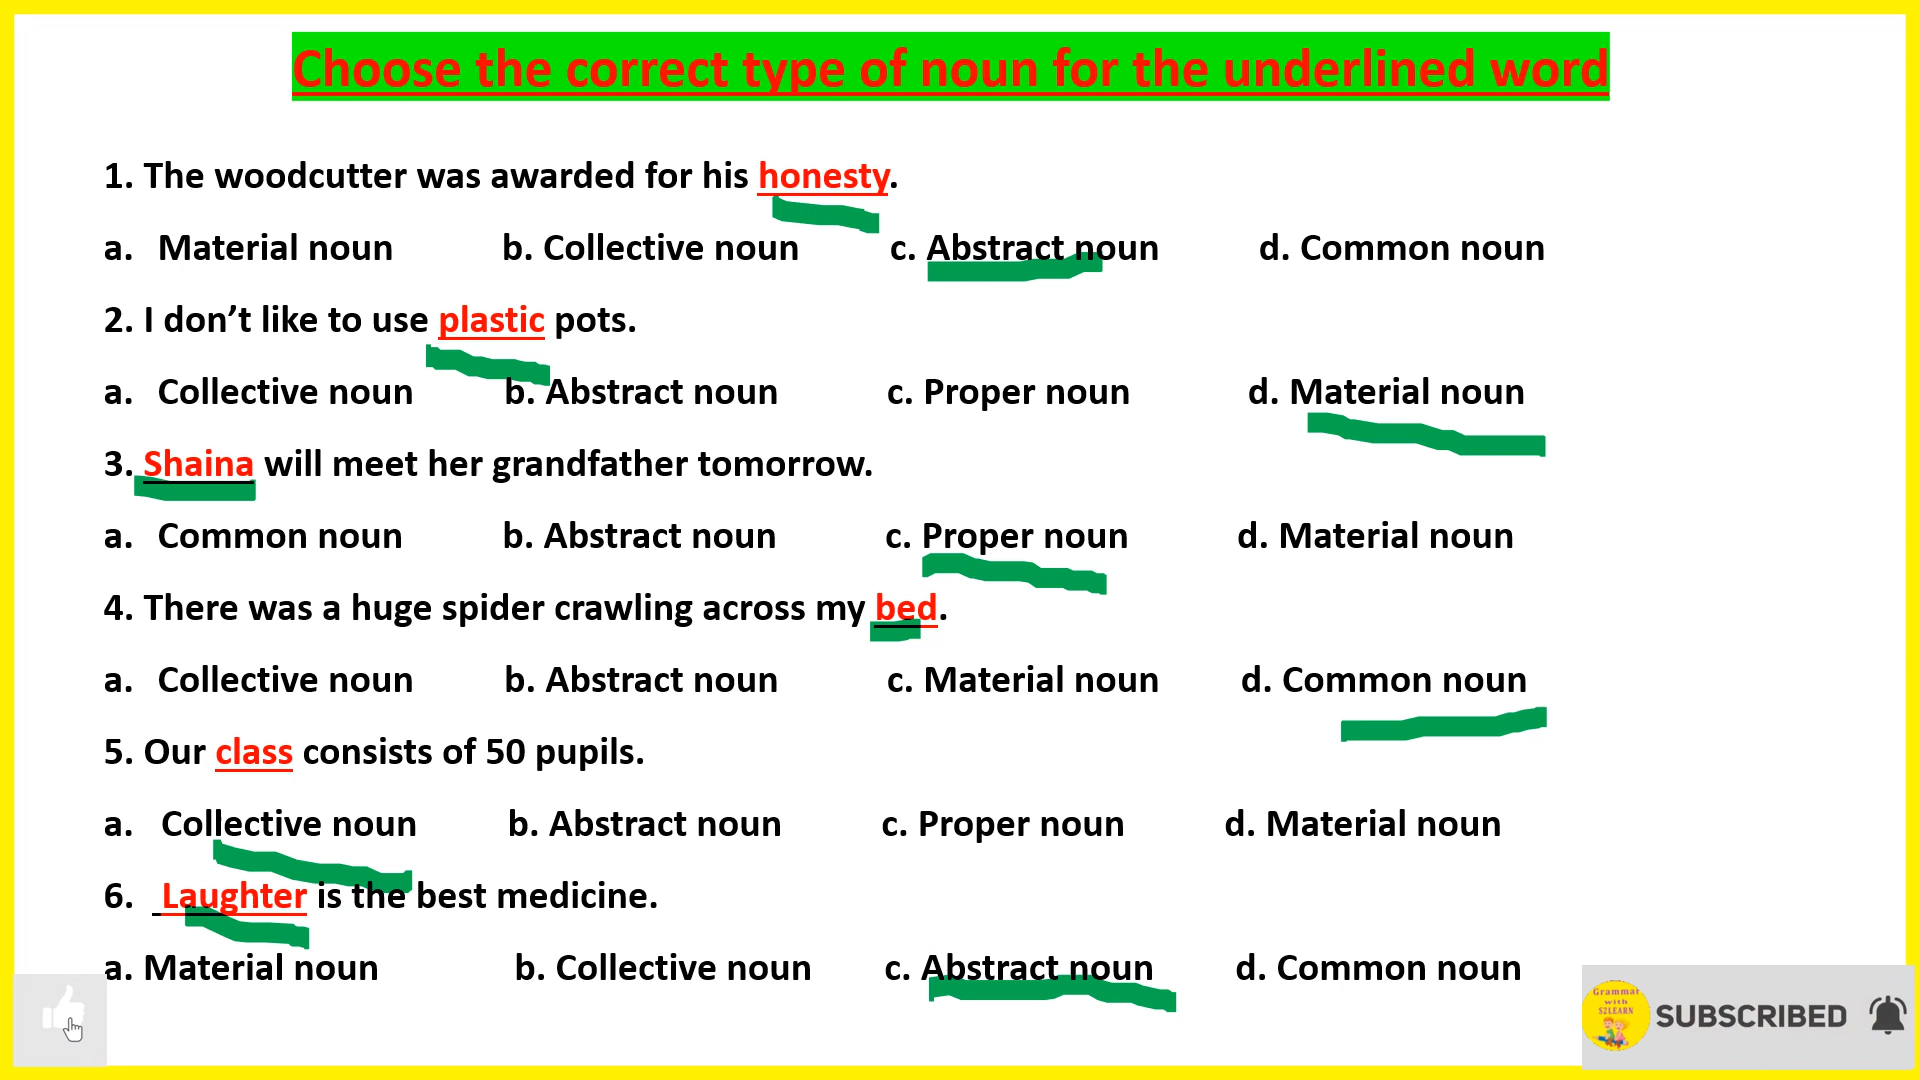 Choose the correct type of noun for the underlined word
1. The woodcutter was awarded for his honesty.
a. Material noun b. Collective noun c. Abstract noun d. Common noun
2. I don’t like to use plastic pots.
a. Collective noun b. Abstract noun c. Proper noun d. Material noun
3. Shaina will meet her grandfather tomorrow.
a. Common noun b. Abstract noun c. Proper noun d. Material noun
4. There was a huge spider crawling across my bed.
a. Collective noun b. Abstract noun c. Material noun d. Common noun
5. Our class consists of 50 pupils.
a. Collective noun b. Abstract noun c. Proper noun d. Material noun
6. Laughter is the best medicine.
a. Material noun b. Collective noun c. Abstract noun d. Common noun
Grammar
with
S2LEARN
SUBSCRIBED